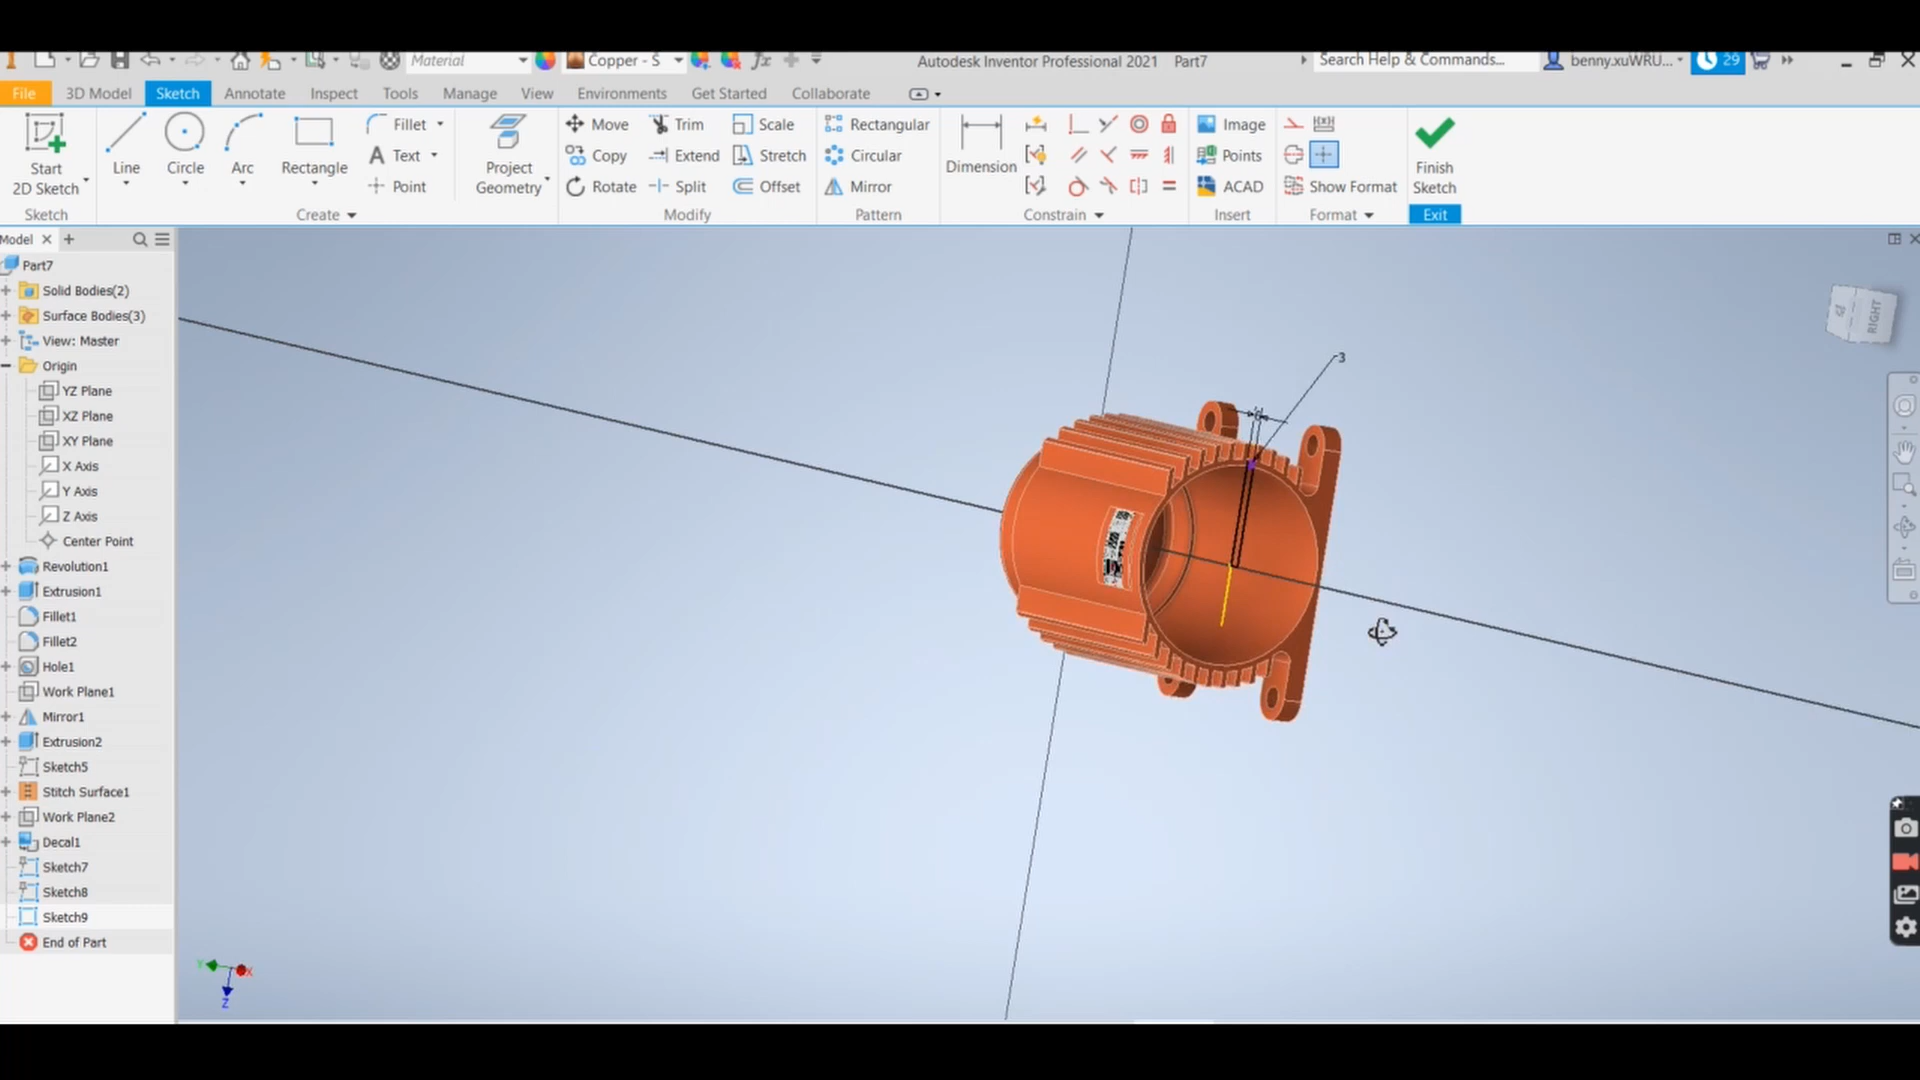 Material
Copper - S
fx
Autodesk Inventor Professional 2021 Part7
Search Help & Commands...
benny.xuWRU...
29
File 3D Model Sketch Annotate Inspect Tools Manage View Environments Get Started Collaborate
Start 2D Sketch
Line
Circle
Arc
Rectangle
Fillet
Text
Point
Project Geometry
Move
Copy
Rotate
Trim
Extend
Split
Scale
Stretch
Offset
Rectangular
Circular
Mirror
Dimension
Image
Points
ACAD
Show Format
Finish Sketch
Sketch
Create
Modify
Pattern
Constrain
Insert
Format
Exit
Model
Part7
Solid Bodies(2)
Surface Bodies(3)
View: Master
Origin
YZ Plane
XZ Plane
XY Plane
X Axis
Y Axis
Z Axis
Center Point
Revolution1
Extrusion1
Fillet1
Fillet2
Hole1
Work Plane1
Mirror1
Extrusion2
Sketch5
Stitch Surface1
Work Plane2
Decal1
Sketch7
Sketch8
Sketch9
End of Part
3
RIGHT
Y
X
Z